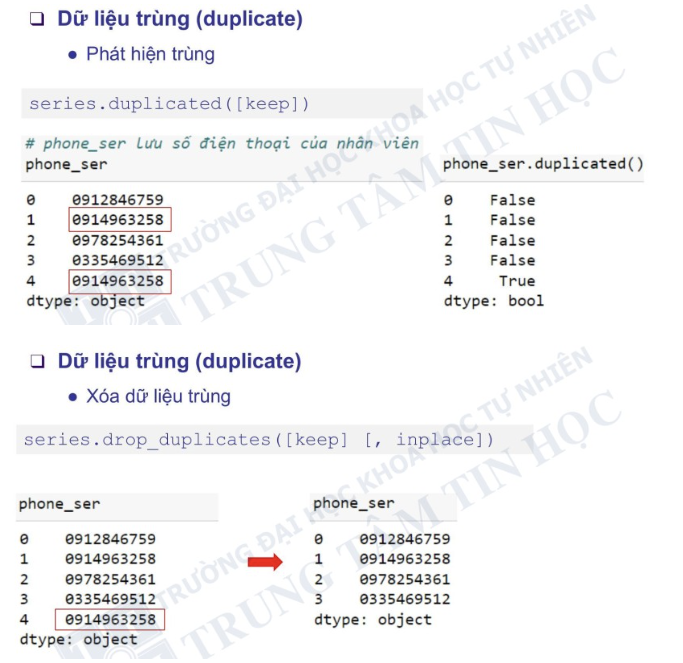 Dữ liệu trùng (duplicate)
Phát hiện trùng
series.duplicated([keep])
# phone_ser lưu số điện thoại của nhân viên
phone_ser
0 0912846759
1 0914963258
2 0978254361
3 0335469512
4 0914963258
dtype: object
phone_ser.duplicated()
0 False
1 False
2 False
3 False
4 True
dtype: bool
TRƯỜNG ĐẠI HỌC KHOA HỌC TỰ NHIÊN
TRUNG TÂM TIN HỌC
Dữ liệu trùng (duplicate)
Xóa dữ liệu trùng
series.drop_duplicates([keep] [, inplace])
phone_ser
0 0912846759
1 0914963258
2 0978254361
3 0335469512
4 0914963258
dtype: object
phone_ser
0 0912846759
1 0914963258
2 0978254361
3 0335469512
dtype: object
TRƯỜNG ĐẠI HỌC KHOA HỌC TỰ NHIÊN
TRUNG TÂM TIN HỌC